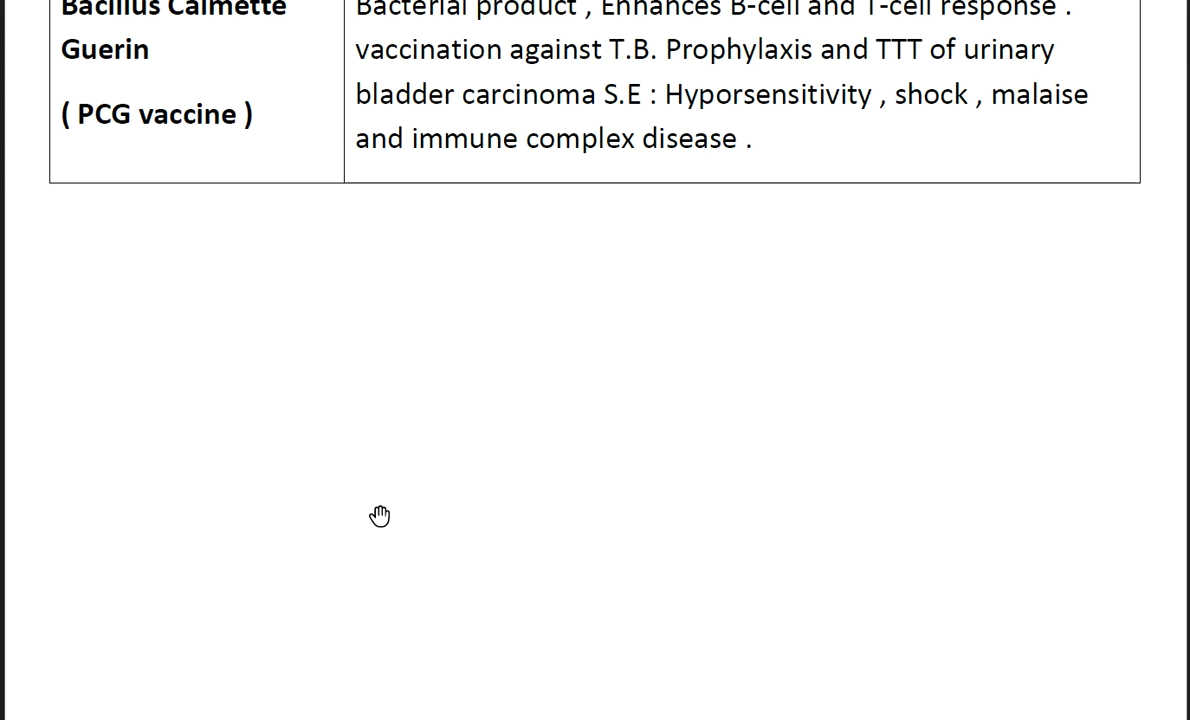 Bacillus Calmette
Guerin
( PCG vaccine )
Bacterial product , Enhances B-cell and T-cell response .
vaccination against T.B. Prophylaxis and TTT of urinary
bladder carcinoma S.E : Hyporsensitivity , shock , malaise
and immune complex disease .